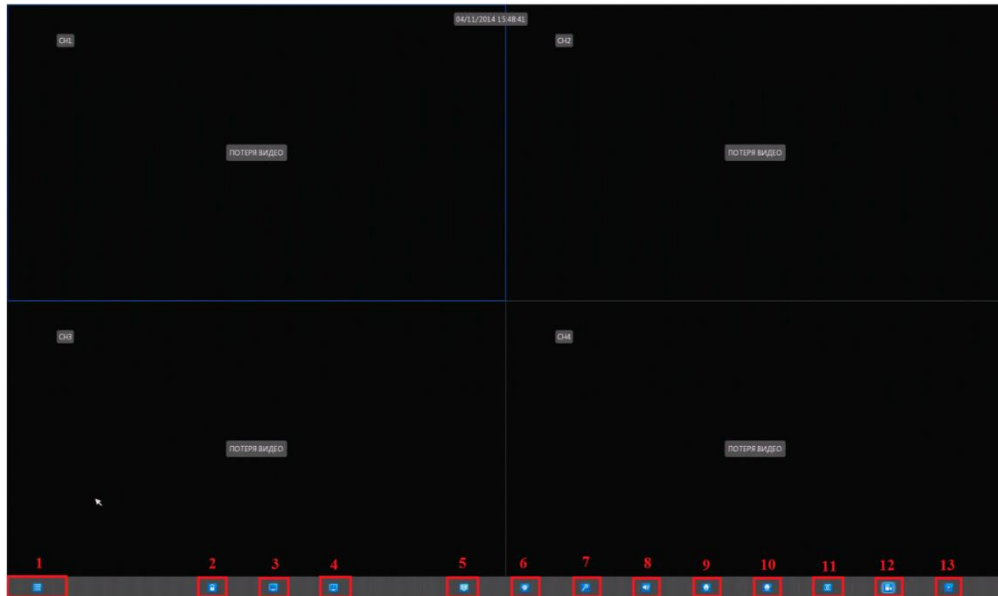 04/11/2014 15:48:41
CH1
CH2
ПОТЕРЯ ВИДЕО
ПОТЕРЯ ВИДЕО
CH3
CH4
ПОТЕРЯ ВИДЕО
ПОТЕРЯ ВИДЕО
1 2 3 4 5 6 7 8 9 10 11 12 13